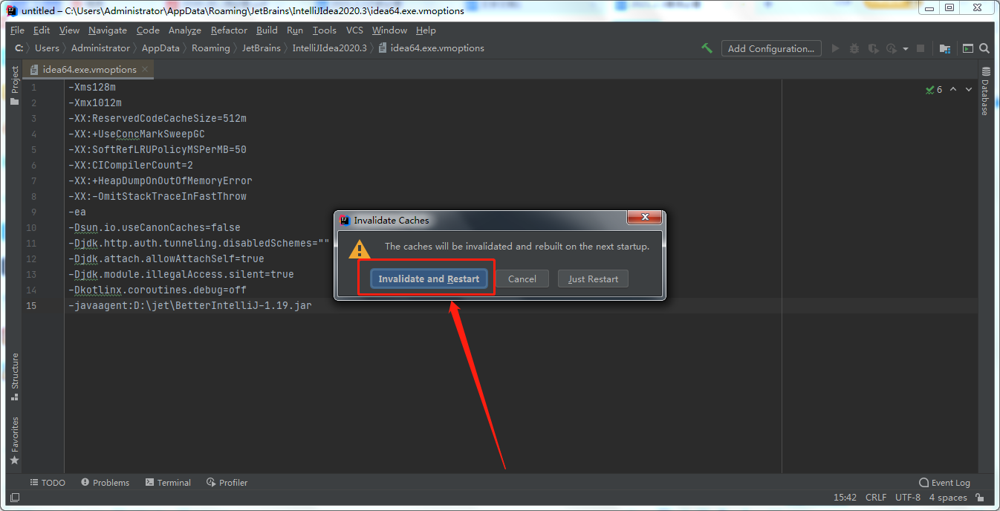 untitled – C:\Users\Administrator\AppData\Roaming\JetBrains\IntelliJIdea2020.3\idea64.exe.vmoptions
File Edit View Navigate Code Analyze Refactor Build Run Tools VCS Window Help
C: Users Administrator AppData Roaming JetBrains IntelliJIdea2020.3 idea64.exe.vmoptions Add Configuration...
Project
idea64.exe.vmoptions
1 -Xms128m
2 -Xmx1012m
3 -XX:ReservedCodeCacheSize=512m
4 -XX:+UseConcMarkSweepGC
5 -XX:SoftRefLRUPolicyMSPerMB=50
6 -XX:CICompilerCount=2
7 -XX:+HeapDumpOnOutOfMemoryError
8 -XX:-OmitStackTraceInFastThrow
9 -ea
10 -Dsun.io.useCanonCaches=false
11 -Djdk.http.auth.tunneling.disabledSchemes=""
12 -Djdk.attach.allowAttachSelf=true
13 -Djdk.module.illegalAccess.silent=true
14 -Dkotlinx.coroutines.debug=off
15 -javaagent:D:\jet\BetterIntelliJ-1.19.jar
6
Database
Invalidate Caches
The caches will be invalidated and rebuilt on the next startup.
Invalidate and Restart Cancel Just Restart
Structure
Favorites
TODO Problems Terminal Profiler Event Log
15:42 CRLF UTF-8 4 spaces